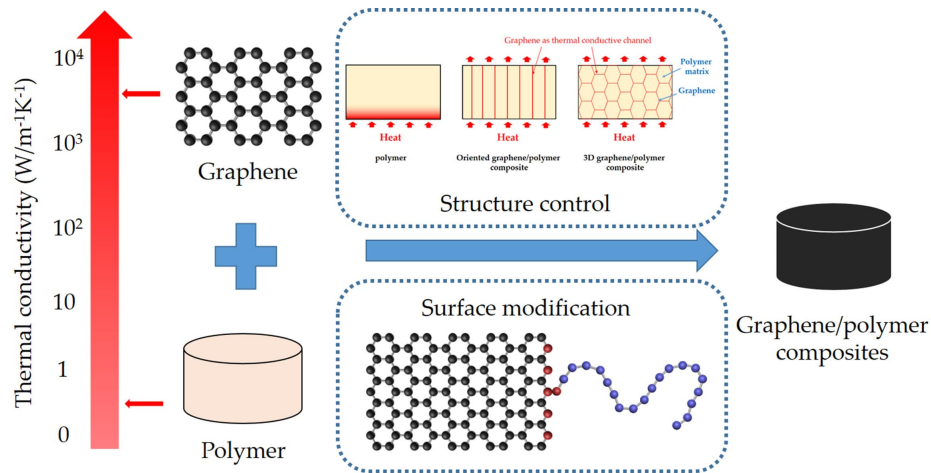 Thermal conductivity (W/m⁻¹K⁻¹)
10⁴
10³
10²
10
1
0
Graphene
Polymer
Graphene as thermal conductive channel
Polymer
matrix
Graphene
Heat
Heat
Heat
polymer
Oriented graphene/polymer
composite
3D graphene/polymer
composite
Structure control
Surface modification
Graphene/polymer
composites